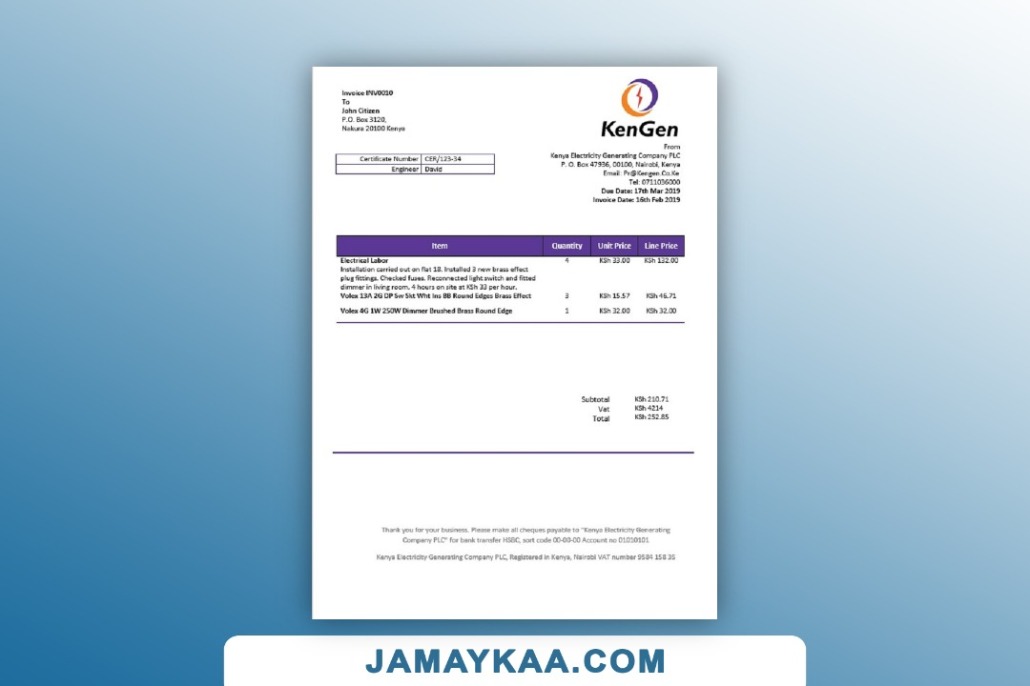 Invoice INV0010
To
John Citizen
P.O. Box 3120,
Nakuru 20100 Kenya
KenGen
From
Kenya Electricity Generating Company PLC
P. O. Box 47936, 00100, Nairobi, Kenya
Email: Pr@Kengen.Co.Ke
Tel: 0711036000
Due Date: 17th Mar 2019
Invoice Date: 16th Feb 2019
Certificate Number CER/123-34
Engineer David
Item Quantity Unit Price Line Price
Electrical Labor 4 KSh 33.00 KSh 132.00
Installation carried out on flat 18. Installed 3 new brass effect
plug fittings. Checked fuses. Reconnected light switch and fitted
dimmer in living room. 4 hours on site at KSh 33 per hour.
Volex 13A 2G DP Sw Skt Wht Ins BB Round Edges Brass Effect 3 KSh 15.57 KSh 46.71
Volex 4G 1W 250W Dimmer Brushed Brass Round Edge 1 KSh 32.00 KSh 32.00
Subtotal KSh 210.71
Vat KSh 4214
Total KSh 252.85
Thank you for your business. Please make all cheques payable to "Kenya Electricity Generating
Company PLC" for bank transfer HSBC, sort code 00-00-00 Account no 01010101
Kenya Electricity Generating Company PLC, Registered in Kenya, Nairobi VAT number 9584 158 35
JAMAYKAA.COM